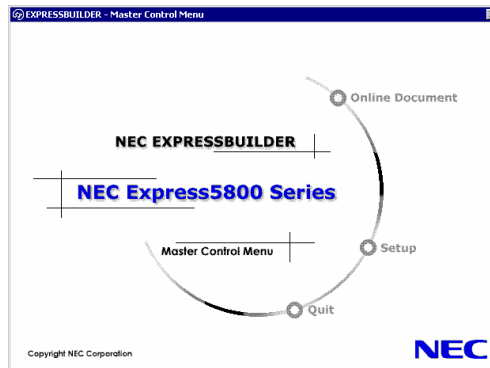 EXPRESSBUILDER - Master Control Menu
Online Document
NEC EXPRESSBUILDER
NEC Express5800 Series
Master Control Menu
Setup
Quit
Copyright NEC Corporation
NEC